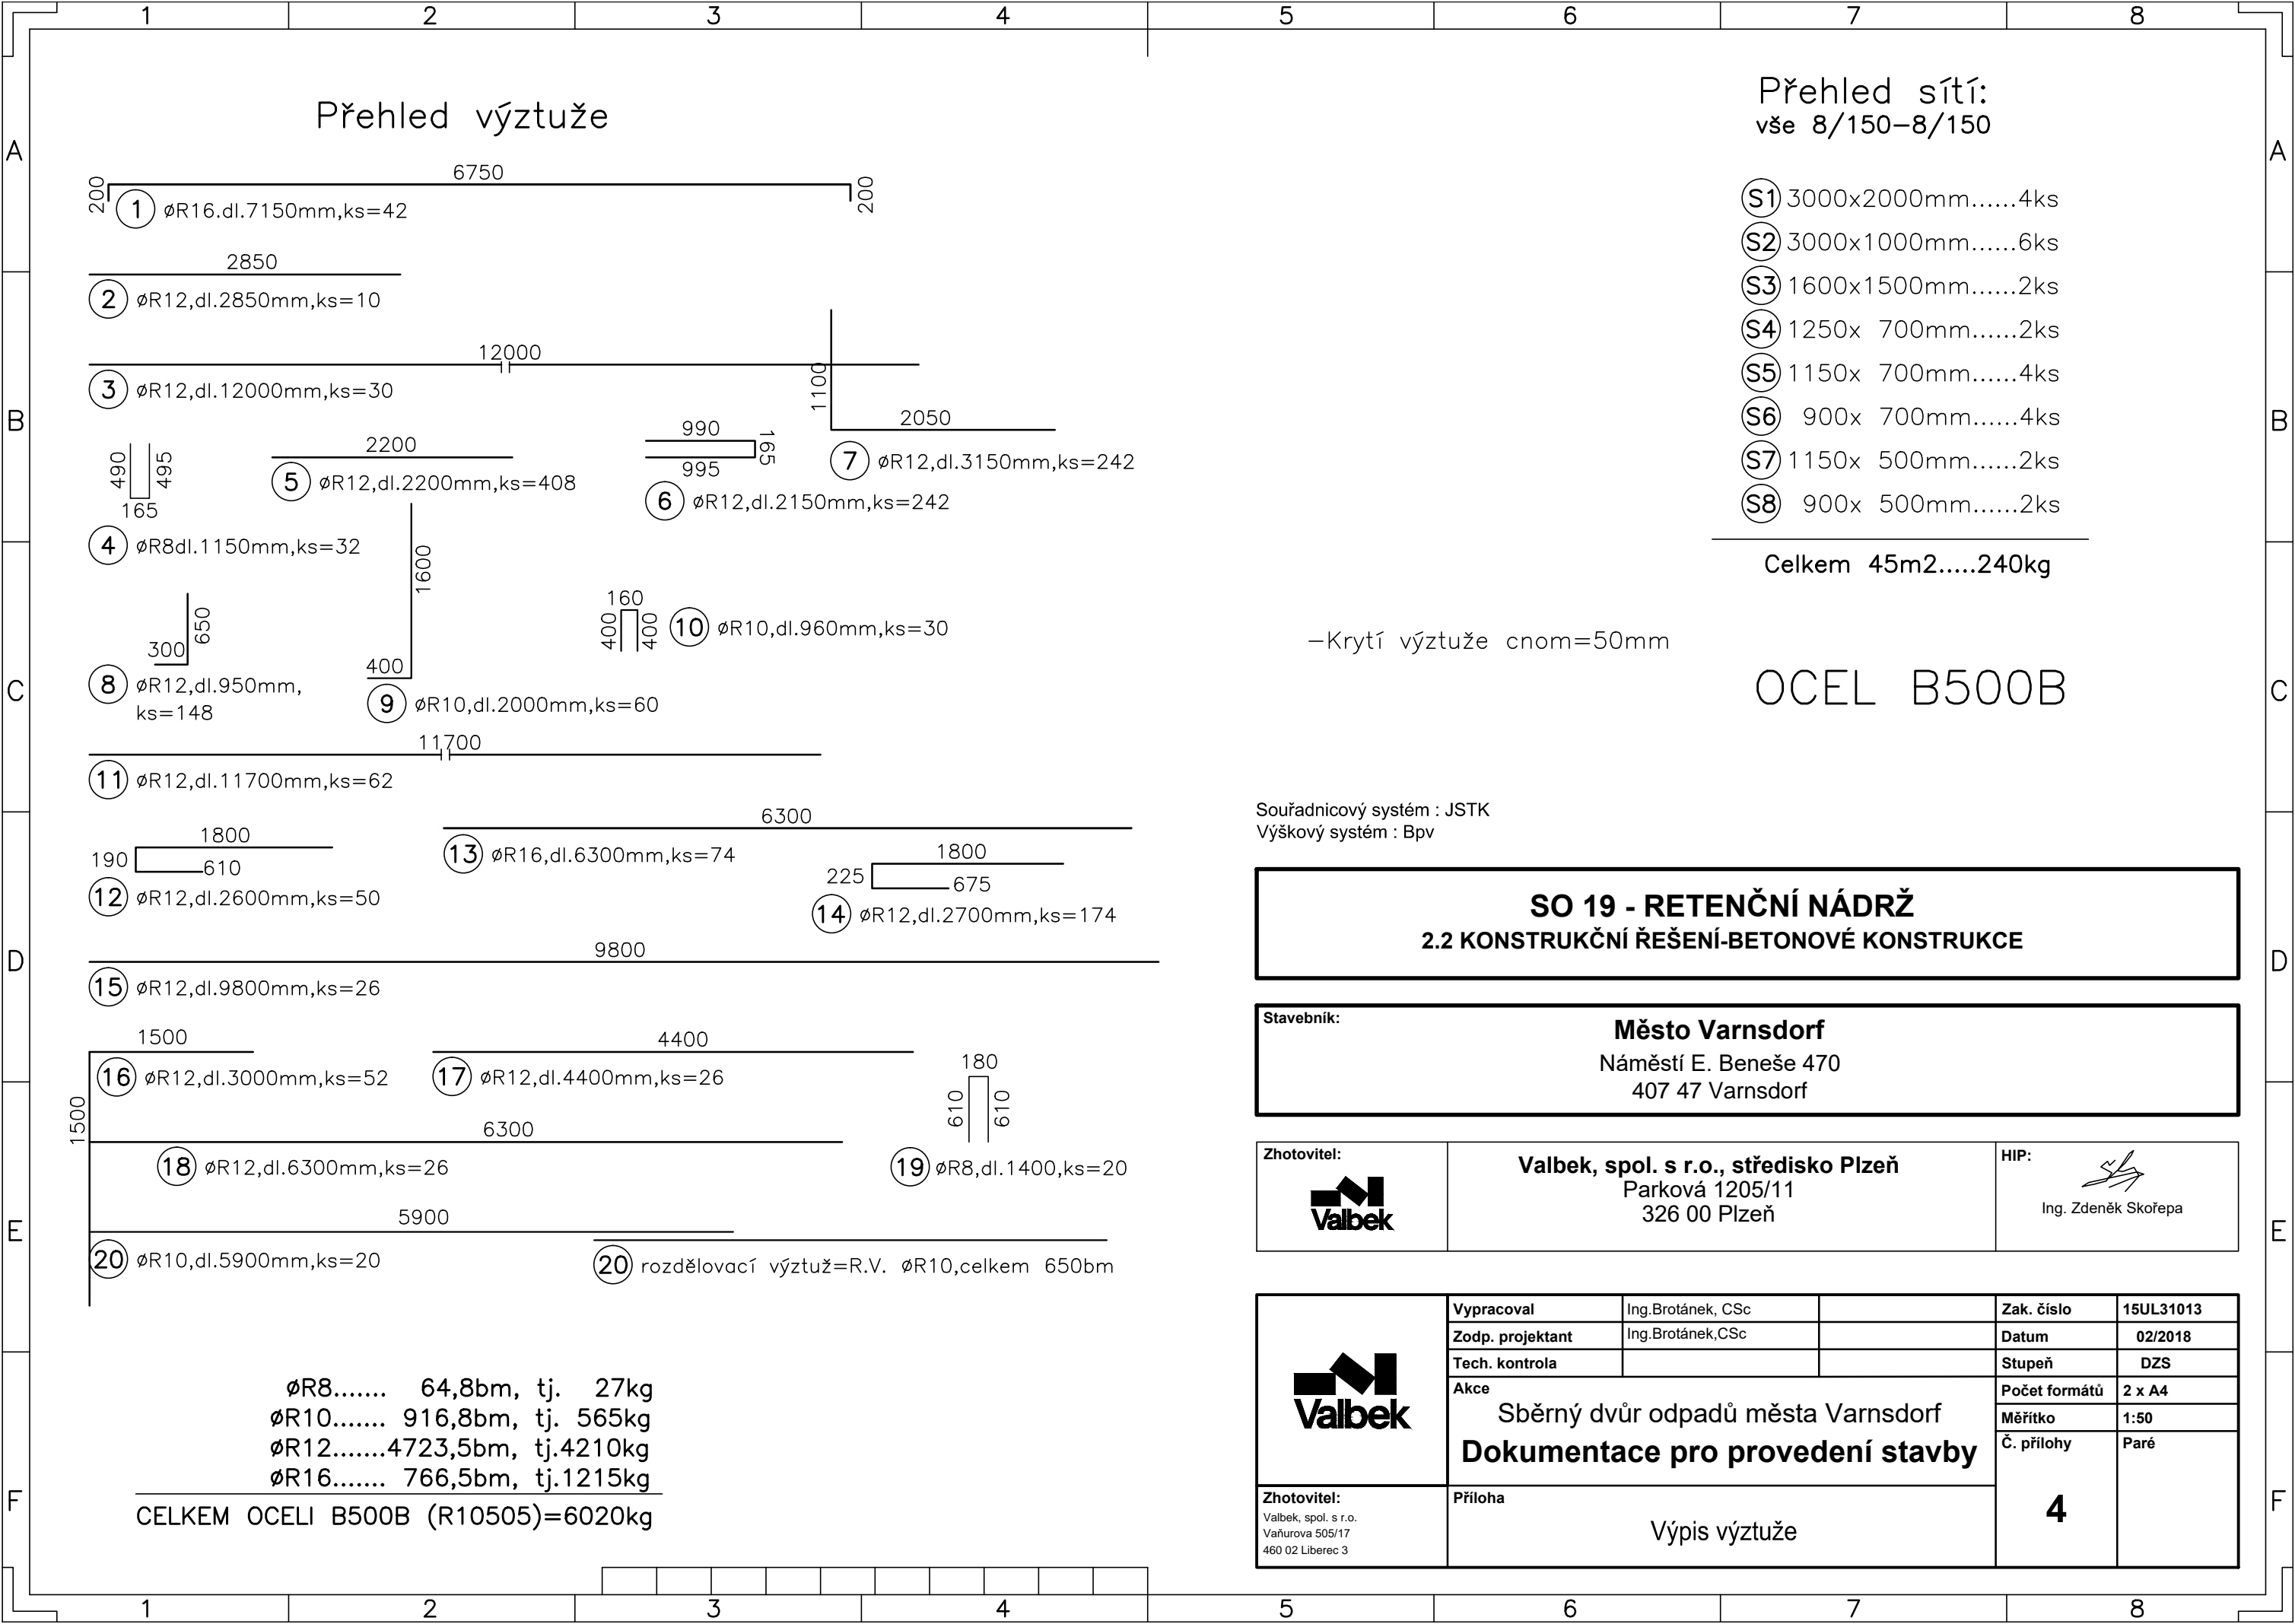 1 2 3 4 5 6 7 8
A A
B B
C C
D D
E E
F F
Přehled výztuže
6750
200
200
1 øR16.dl.7150mm,ks=42
2850
2 øR12,dl.2850mm,ks=10
12000
3 øR12,dl.12000mm,ks=30
490
495
165
4 øR8dl.1150mm,ks=32
2200
5 øR12,dl.2200mm,ks=408
990
165
995
6 øR12,dl.2150mm,ks=242
1100
2050
7 øR12,dl.3150mm,ks=242
650
300
8 øR12,dl.950mm,
ks=148
1600
400
9 øR10,dl.2000mm,ks=60
160
400
400
10 øR10,dl.960mm,ks=30
11700
11 øR12,dl.11700mm,ks=62
1800
190
610
12 øR12,dl.2600mm,ks=50
6300
13 øR16,dl.6300mm,ks=74
1800
225
675
14 øR12,dl.2700mm,ks=174
9800
15 øR12,dl.9800mm,ks=26
1500
1500
16 øR12,dl.3000mm,ks=52
4400
17 øR12,dl.4400mm,ks=26
6300
18 øR12,dl.6300mm,ks=26
180
610
610
19 øR8,dl.1400,ks=20
5900
20 øR10,dl.5900mm,ks=20
20 rozdělovací výztuž=R.V. øR10,celkem 650bm
øR8....... 64,8bm, tj. 27kg
øR10....... 916,8bm, tj. 565kg
øR12.......4723,5bm, tj.4210kg
øR16....... 766,5bm, tj.1215kg
CELKEM OCELI B500B (R10505)=6020kg
Přehled sítí:
vše 8/150-8/150
S1 3000x2000mm......4ks
S2 3000x1000mm......6ks
S3 1600x1500mm......2ks
S4 1250x 700mm......2ks
S5 1150x 700mm......4ks
S6 900x 700mm......4ks
S7 1150x 500mm......2ks
S8 900x 500mm......2ks
Celkem 45m2.....240kg
-Krytí výztuže cnom=50mm
OCEL B500B
Souřadnicový systém : JSTK
Výškový systém : Bpv
SO 19 - RETENČNÍ NÁDRŽ
2.2 KONSTRUKČNÍ ŘEŠENÍ-BETONOVÉ KONSTRUKCE
Stavebník:
Město Varnsdorf
Náměstí E. Beneše 470
407 47 Varnsdorf
Zhotovitel:
Valbek
Valbek, spol. s r.o., středisko Plzeň
Parková 1205/11
326 00 Plzeň
HIP:
Ing. Zdeněk Skořepa
Valbek
Vypracoval Ing.Brotánek, CSc Zak. číslo 15UL31013
Zodp. projektant Ing.Brotánek,CSc Datum 02/2018
Tech. kontrola Stupeň DZS
Akce Počet formátů 2 x A4
Sběrný dvůr odpadů města Varnsdorf
Měřítko 1:50
Dokumentace pro provedení stavby
Č. přílohy Paré
4
Zhotovitel:
Valbek, spol. s r.o.
Vaňurova 505/17
460 02 Liberec 3
Příloha
Výpis výztuže
1 2 3 4 5 6 7 8